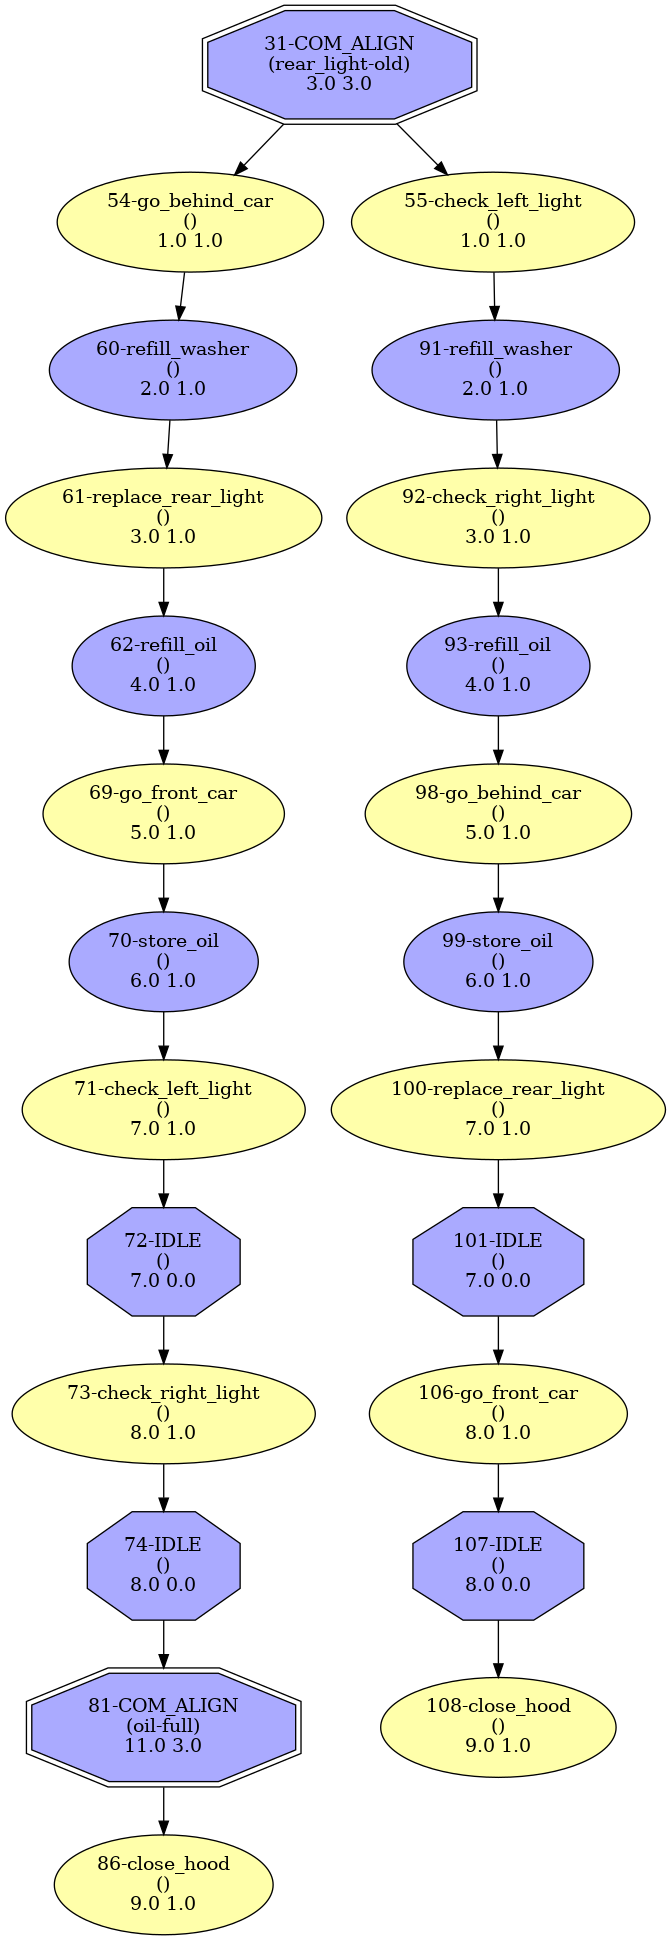 31-COM_ALIGN
(rear_light-old)
3.0 3.0
54-go_behind_car
()
1.0 1.0
55-check_left_light
()
1.0 1.0
60-refill_washer
()
2.0 1.0
91-refill_washer
()
2.0 1.0
61-replace_rear_light
()
3.0 1.0
92-check_right_light
()
3.0 1.0
62-refill_oil
()
4.0 1.0
93-refill_oil
()
4.0 1.0
69-go_front_car
()
5.0 1.0
98-go_behind_car
()
5.0 1.0
70-store_oil
()
6.0 1.0
99-store_oil
()
6.0 1.0
71-check_left_light
()
7.0 1.0
100-replace_rear_light
()
7.0 1.0
72-IDLE
()
7.0 0.0
101-IDLE
()
7.0 0.0
73-check_right_light
()
8.0 1.0
106-go_front_car
()
8.0 1.0
74-IDLE
()
8.0 0.0
107-IDLE
()
8.0 0.0
81-COM_ALIGN
(oil-full)
11.0 3.0
108-close_hood
()
9.0 1.0
86-close_hood
()
9.0 1.0